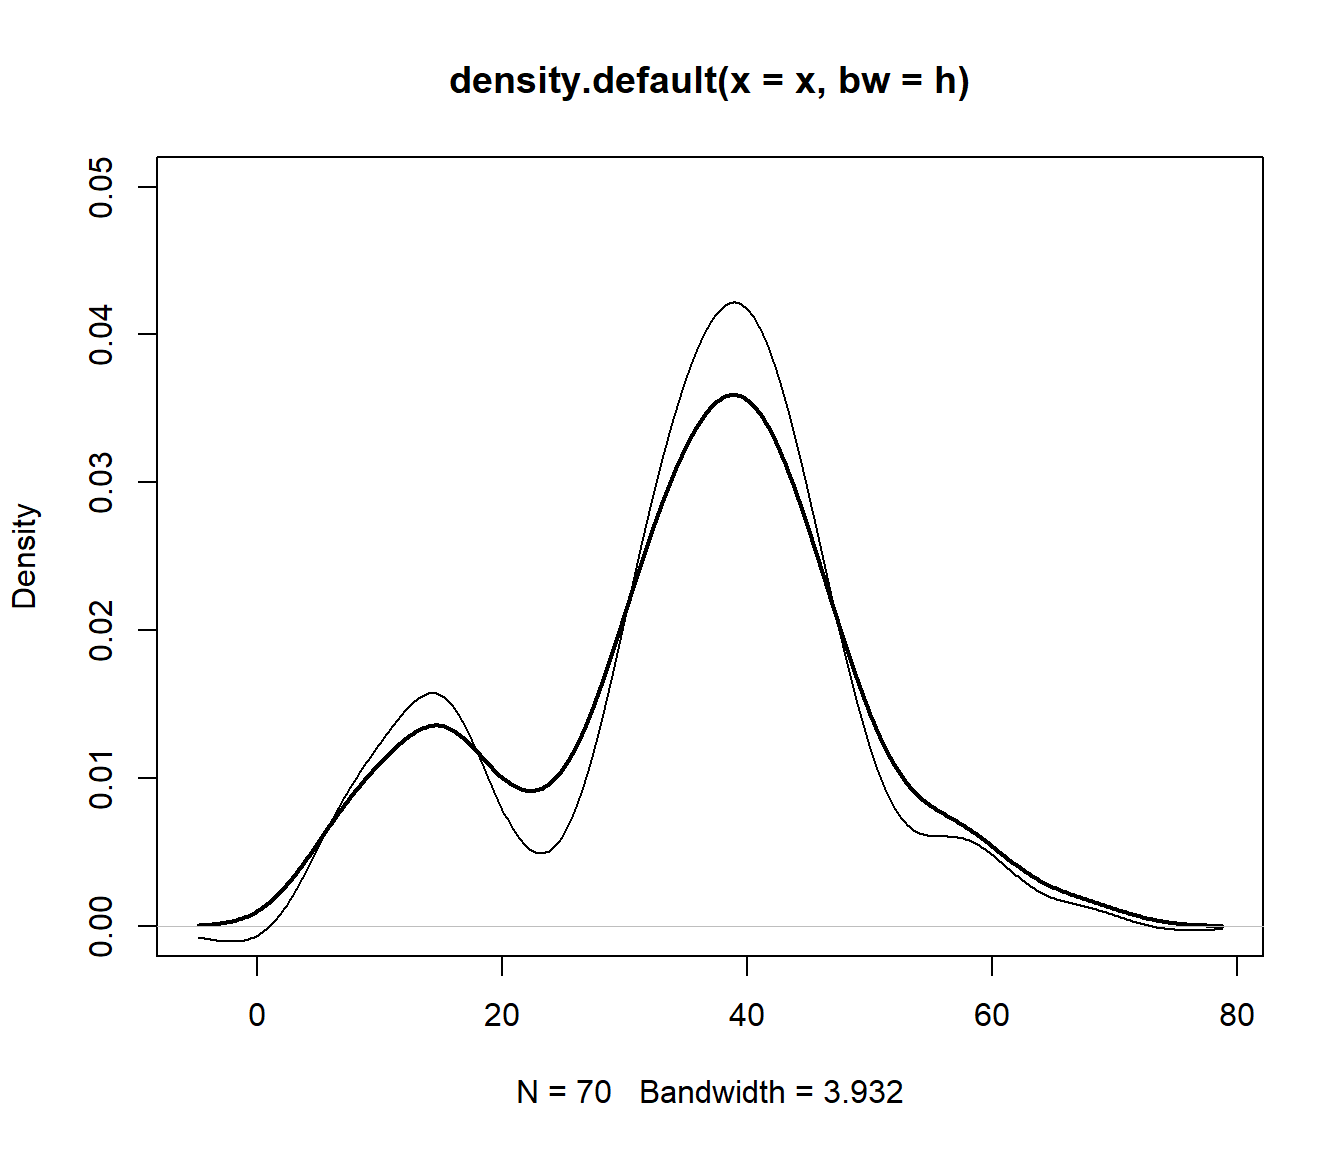 density.default(x = x, bw = h)
Density
0.05
0.04
0.03
0.02
0.01
0.00
0 20 40 60 80
N = 70   Bandwidth = 3.932